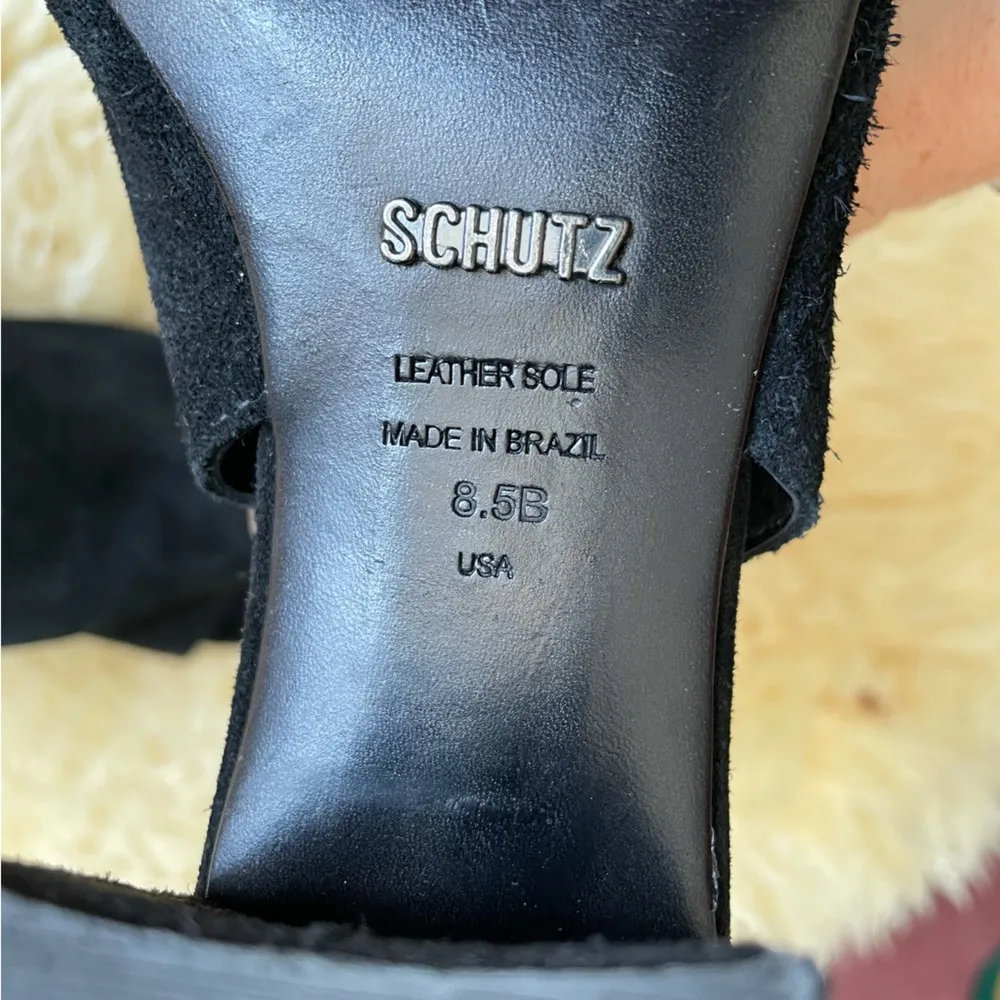 SCHUTZ
LEATHER SOLE
MADE IN BRAZIL
8.5B
USA